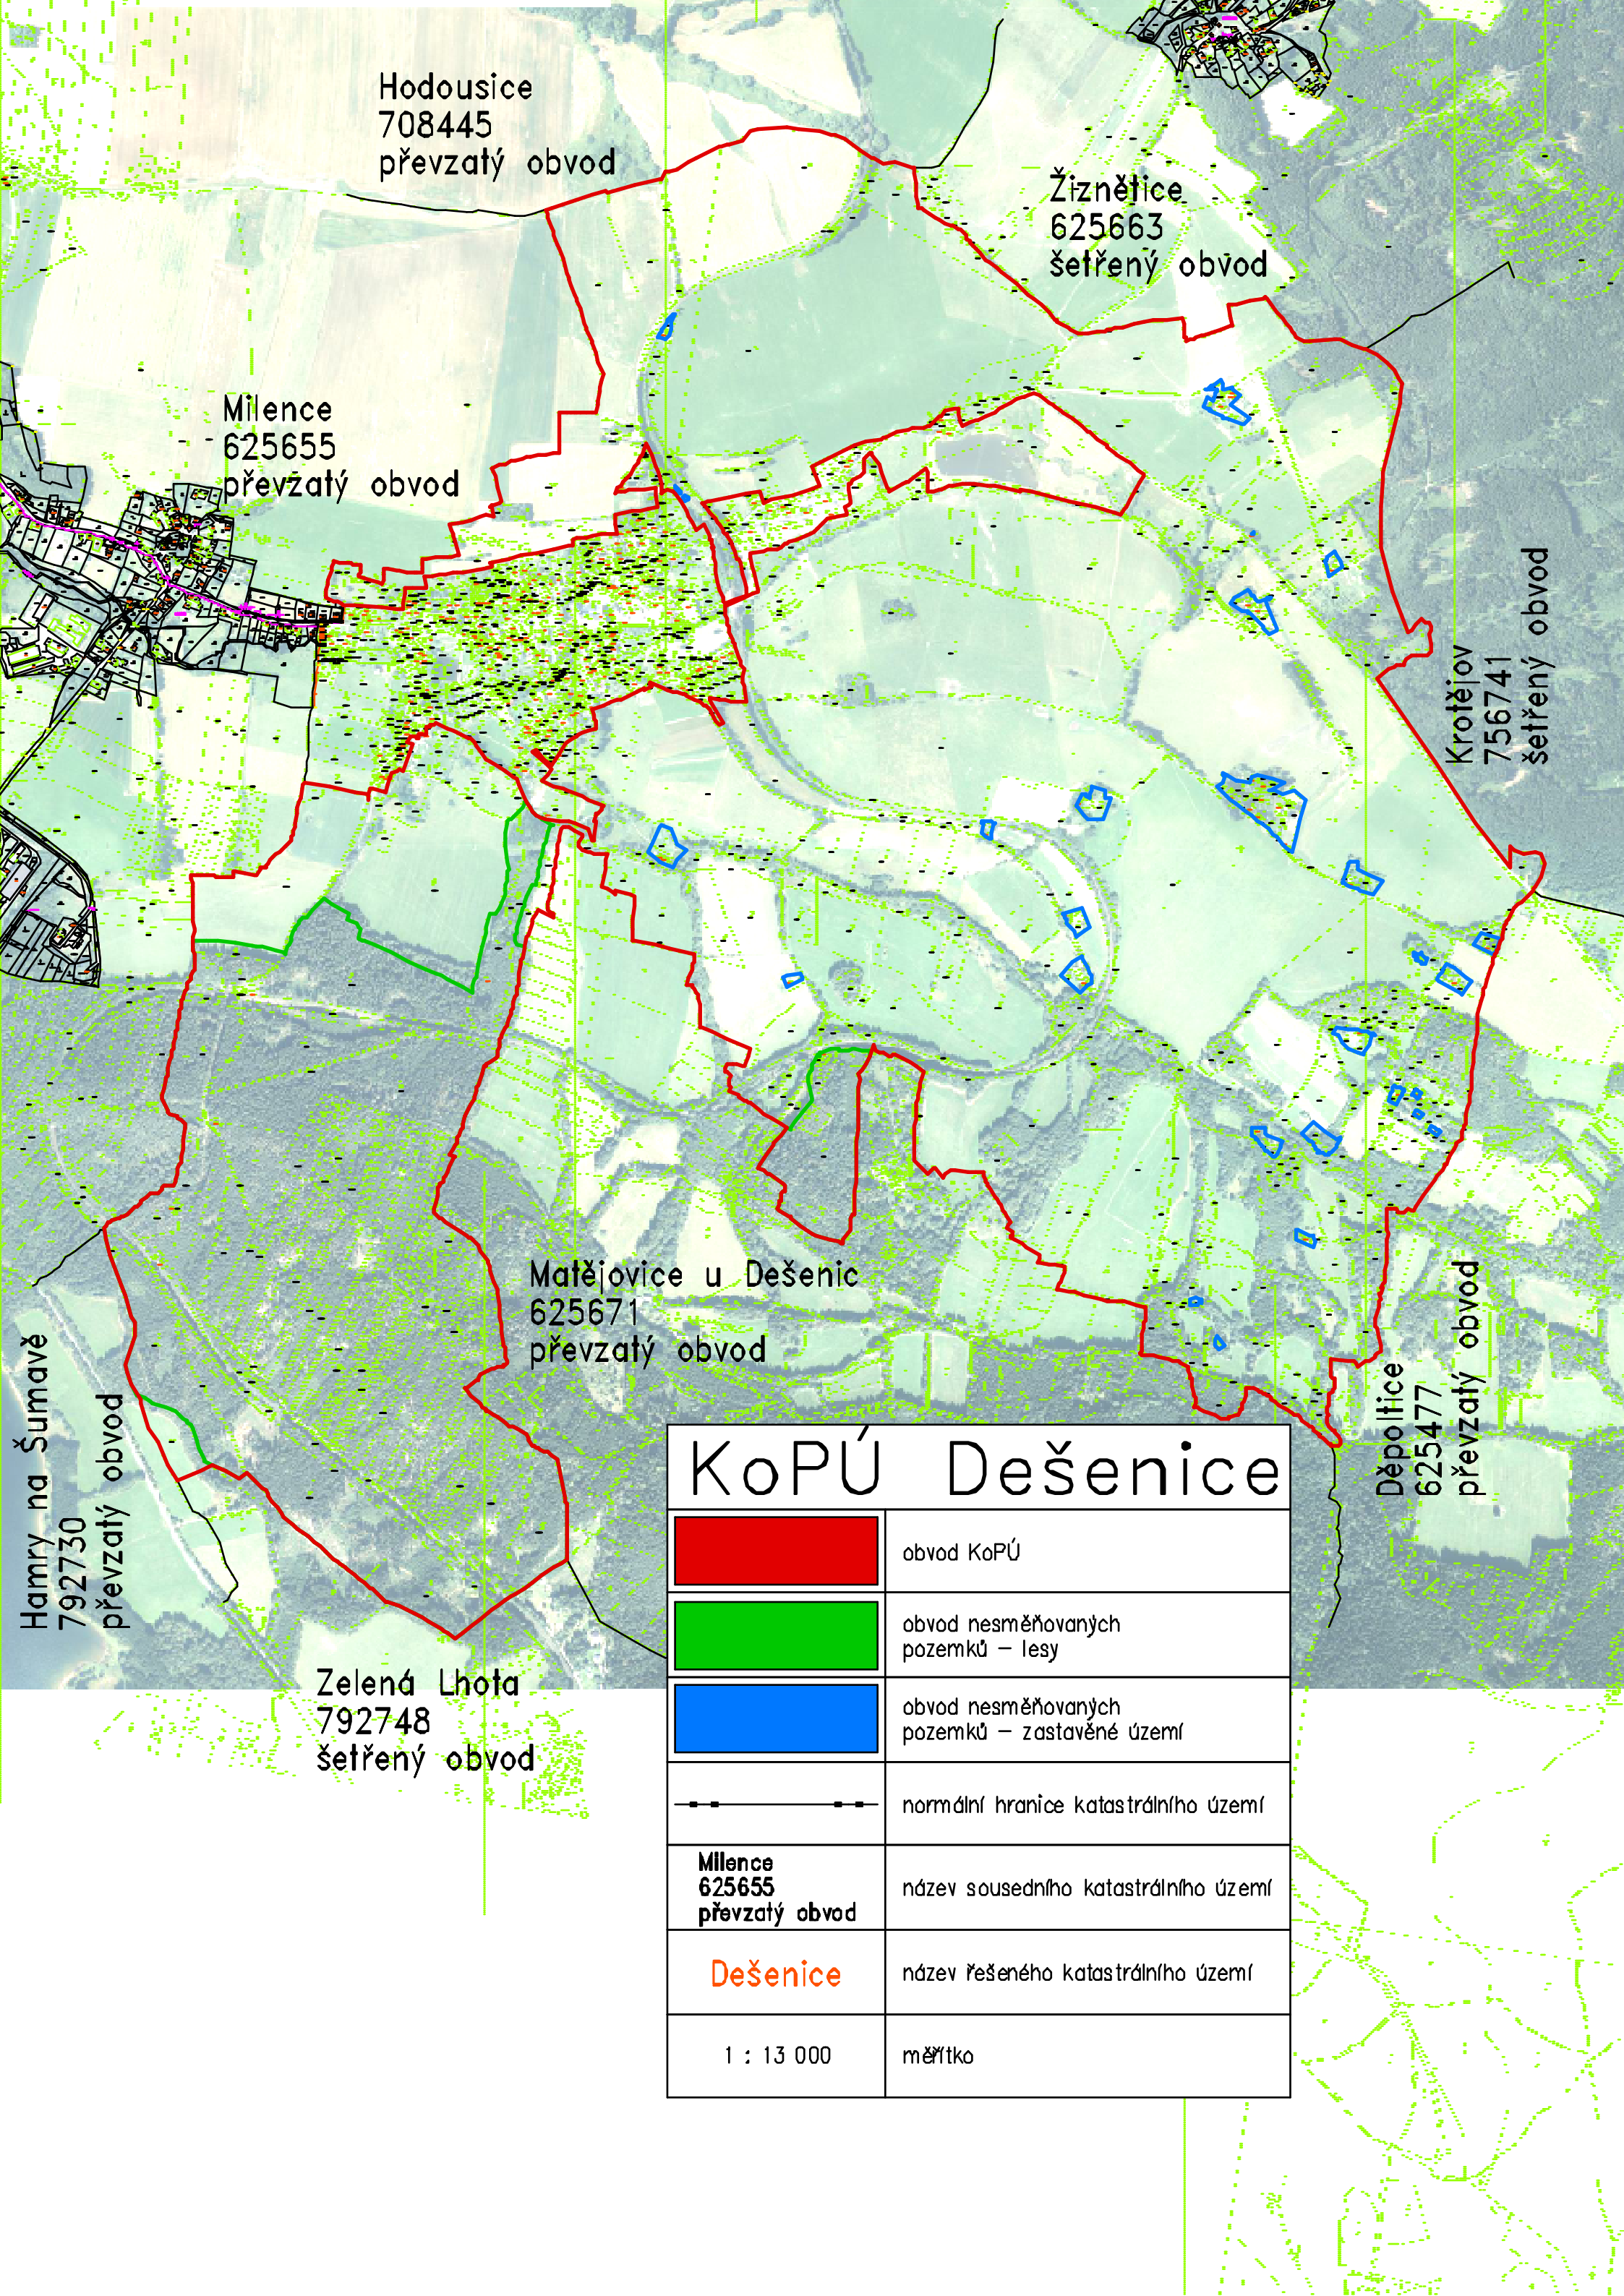 Hodousice
708445
převzatý obvod
Žiznětice
625663
šetřený obvod
Milence
625655
převzatý obvod
Krotějov
756741
šetřený obvod
Matějovice u Dešenic
625671
převzatý obvod
Hamry na Šumavě
792730
převzatý obvod
Děpoltice
625477
převzatý obvod
Zelená Lhota
792748
šetřený obvod
KoPÚ Dešenice
obvod KoPÚ
obvod nesměňovaných
pozemků – lesy
obvod nesměňovaných
pozemků – zastavěné území
normální hranice katastrálního území
Milence
625655
převzatý obvod
název sousedního katastrálního území
Dešenice
název řešeného katastrálního území
1 : 13 000
měřítko